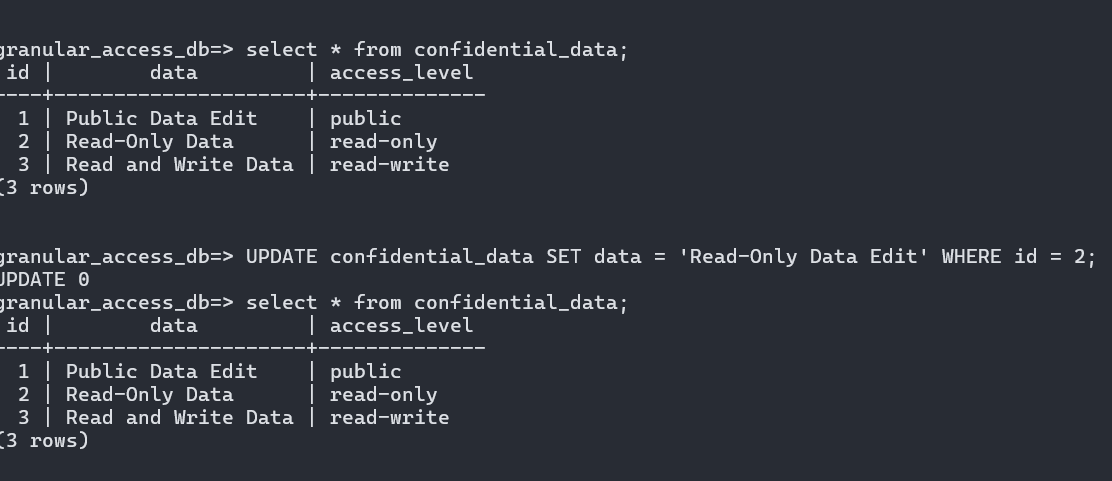 granular_access_db=> select * from confidential_data;
 id |        data         | access_level
----+---------------------+--------------
  1 | Public Data Edit    | public
  2 | Read-Only Data      | read-only
  3 | Read and Write Data | read-write
(3 rows)
granular_access_db=> UPDATE confidential_data SET data = 'Read-Only Data Edit' WHERE id = 2;
UPDATE 0
granular_access_db=> select * from confidential_data;
 id |        data         | access_level
----+---------------------+--------------
  1 | Public Data Edit    | public
  2 | Read-Only Data      | read-only
  3 | Read and Write Data | read-write
(3 rows)